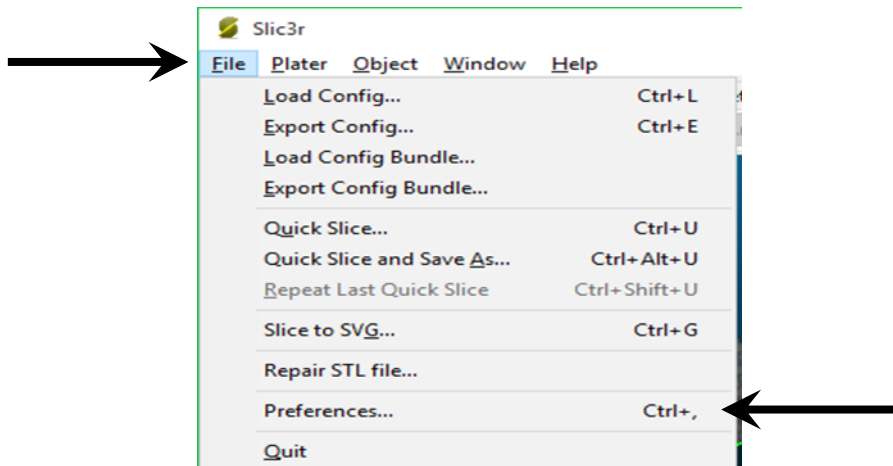 Slic3r
File Plater Object Window Help
Load Config... Ctrl+L
Export Config... Ctrl+E
Load Config Bundle...
Export Config Bundle...
Quick Slice... Ctrl+U
Quick Slice and Save As... Ctrl+Alt+U
Repeat Last Quick Slice Ctrl+Shift+U
Slice to SVG... Ctrl+G
Repair STL file...
Preferences... Ctrl+,
Quit